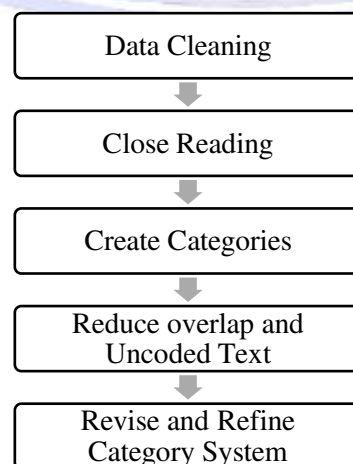 Data Cleaning
Close Reading
Create Categories
Reduce overlap and
Uncoded Text
Revise and Refine
Category System